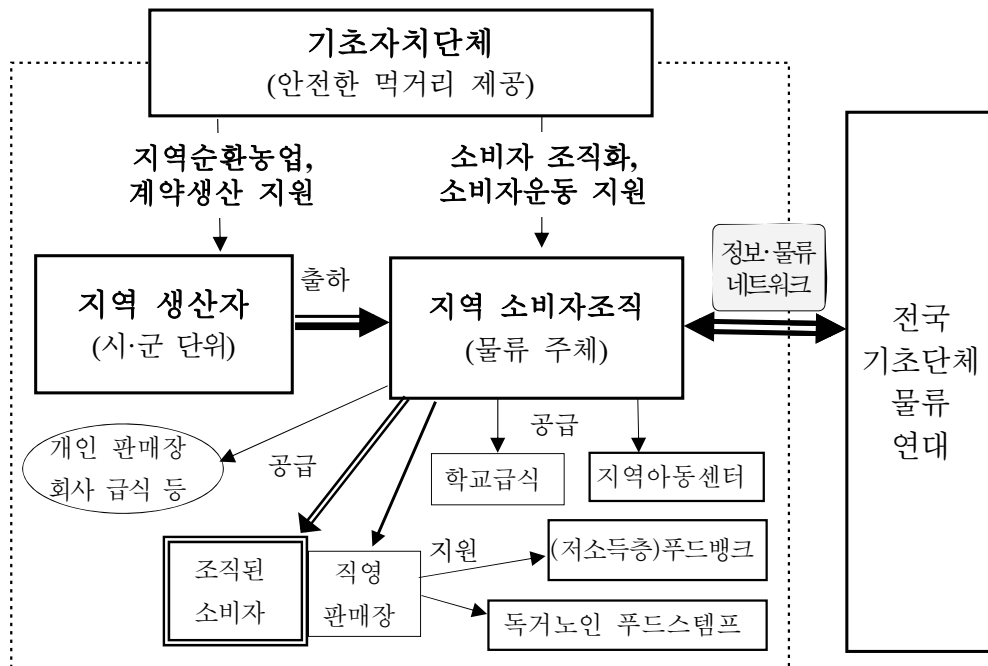 기초자치단체
(안전한 먹거리 제공)
지역순환농업,
계약생산 지원
소비자 조직화,
소비자운동 지원
정보·물류
네트워크
지역 생산자
(시·군 단위)
출하
지역 소비자조직
(물류 주체)
전국
기초단체
물류
연대
개인 판매장
회사 급식 등
공급
공급
학교급식
지역아동센터
조직된
소비자
직영
판매장
지원
(저소득층)푸드뱅크
독거노인 푸드스템프